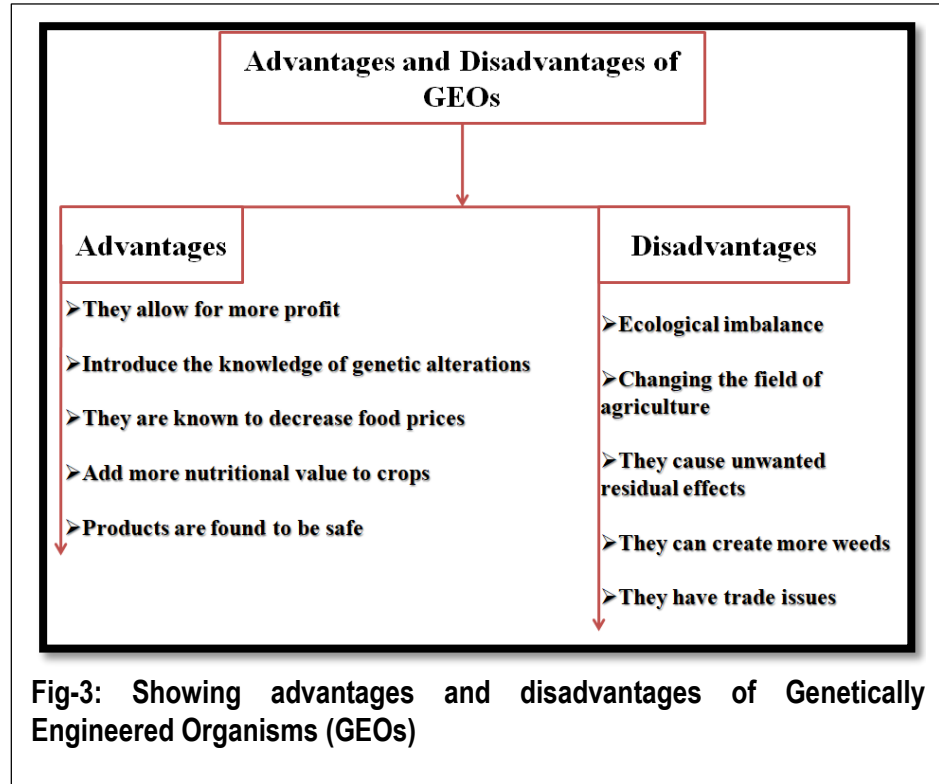 Advantages and Disadvantages of
GEOs
Advantages
➢They allow for more profit
➢Introduce the knowledge of genetic alterations
➢They are known to decrease food prices
➢Add more nutritional value to crops
➢Products are found to be safe
Disadvantages
➢Ecological imbalance
➢Changing the field of
agriculture
➢They cause unwanted
residual effects
➢They can create more weeds
➢They have trade issues
Fig-3: Showing advantages and disadvantages of Genetically
Engineered Organisms (GEOs)